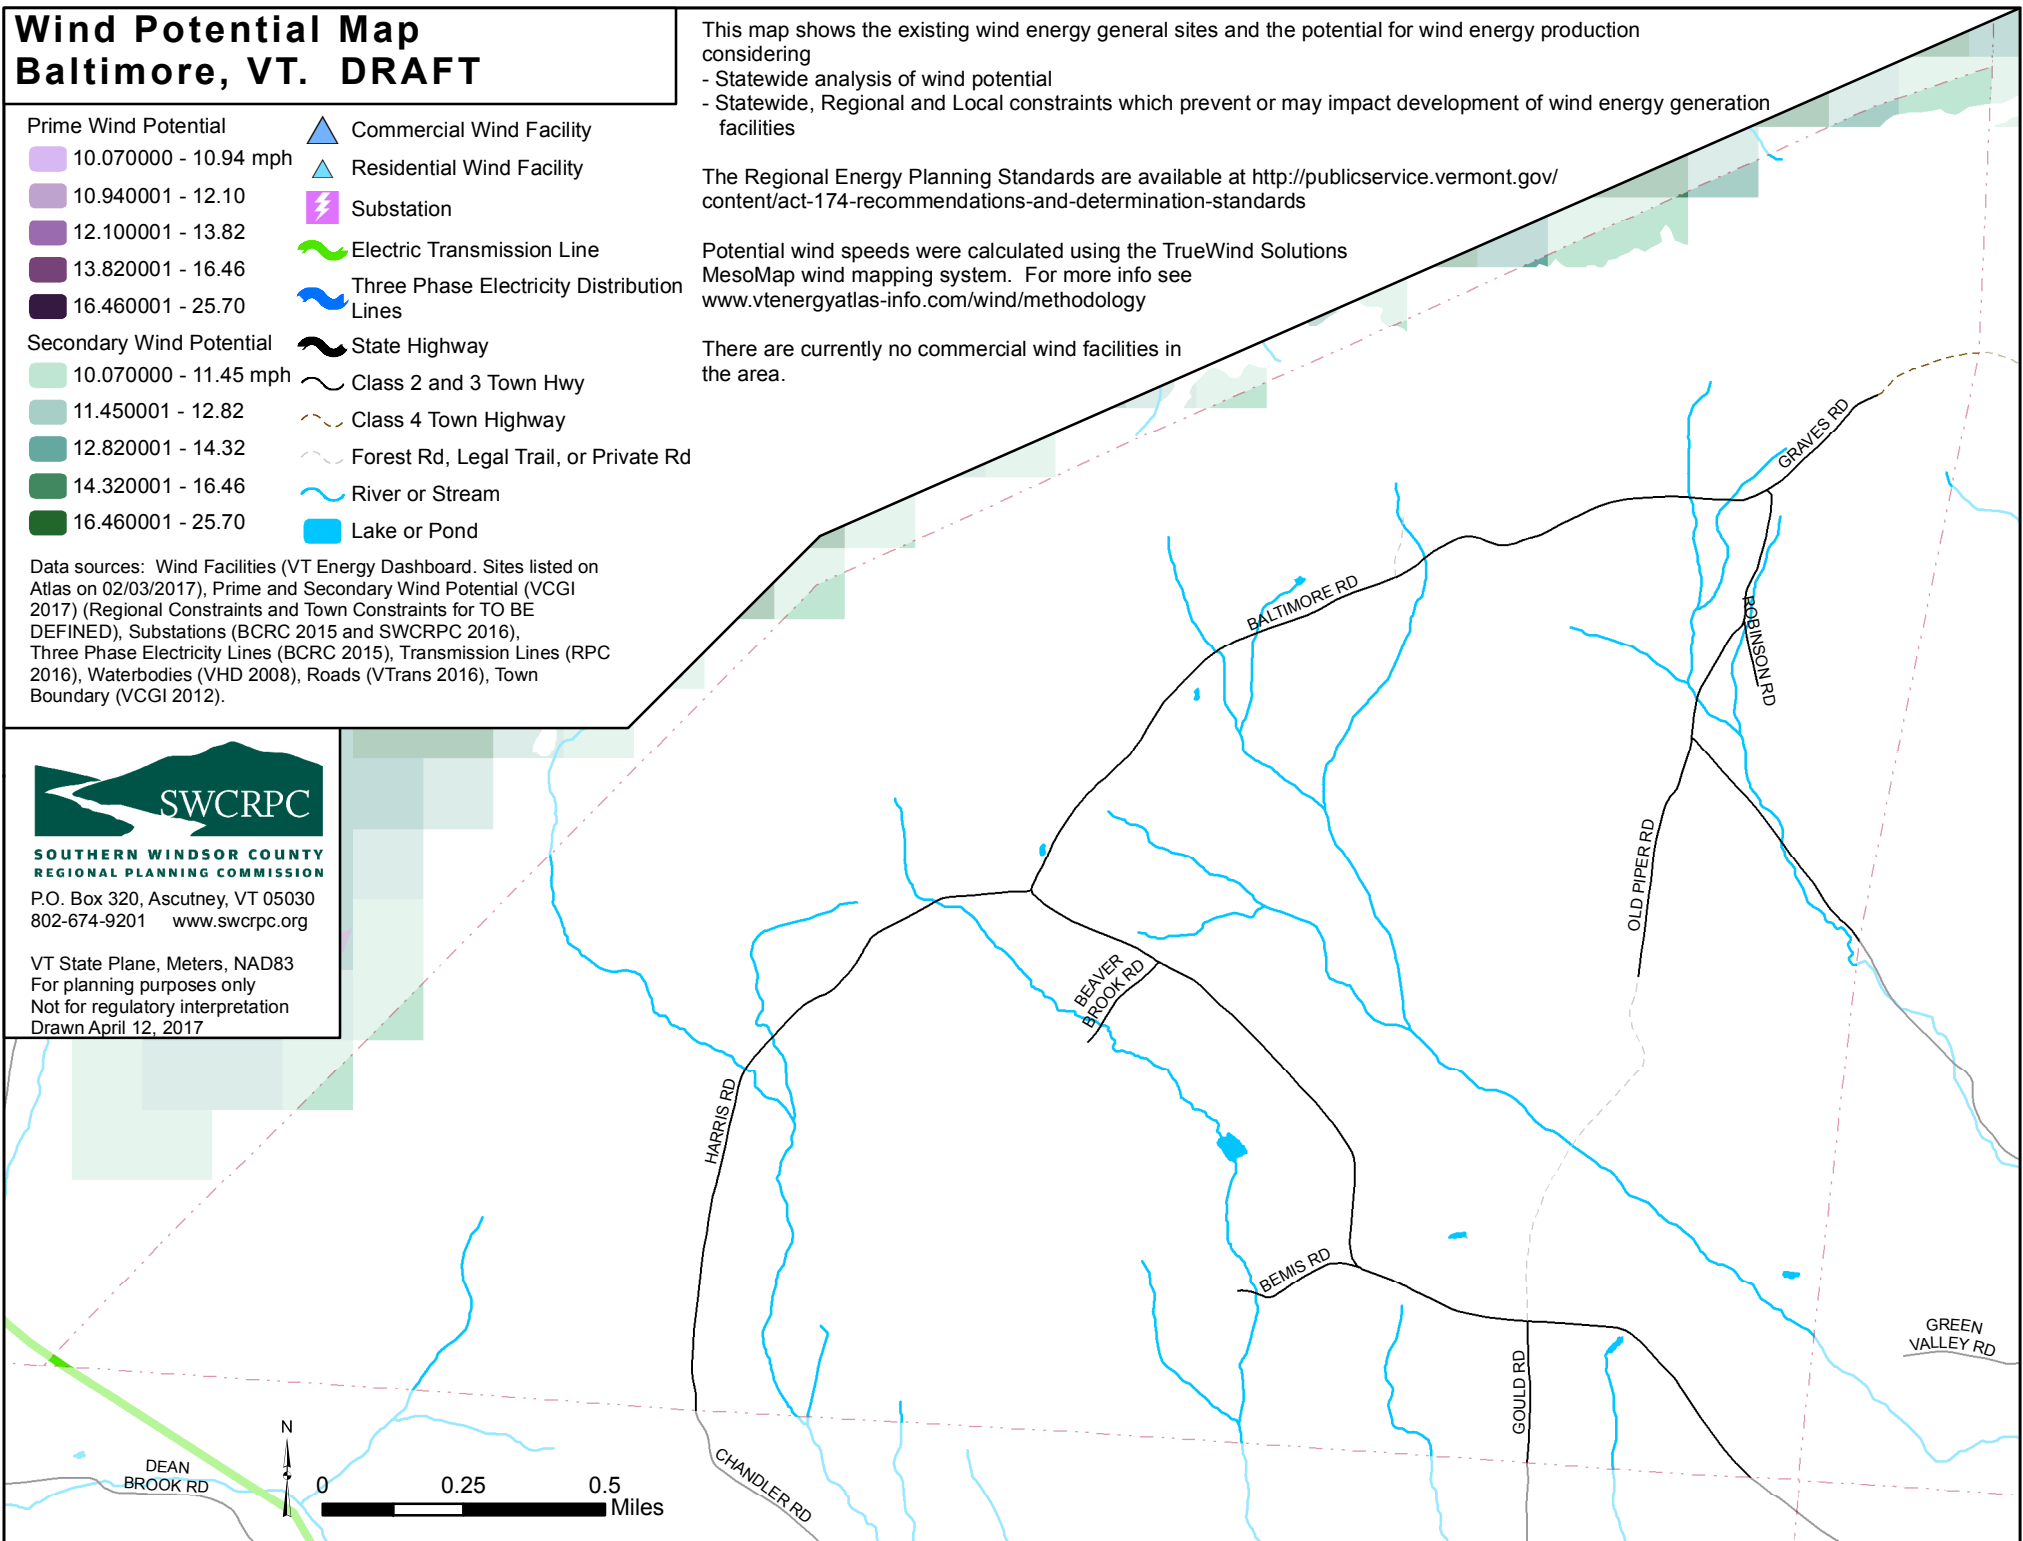 Wind Potential Map
Baltimore, VT. DRAFT
This map shows the existing wind energy general sites and the potential for wind energy production
considering
- Statewide analysis of wind potential
- Statewide, Regional and Local constraints which prevent or may impact development of wind energy generation
facilities
The Regional Energy Planning Standards are available at http://publicservice.vermont.gov/
content/act-174-recommendations-and-determination-standards
Potential wind speeds were calculated using the TrueWind Solutions
MesoMap wind mapping system. For more info see
www.vtenergyatlas-info.com/wind/methodology
There are currently no commercial wind facilities in
the area.
Prime Wind Potential
10.070000 - 10.94 mph
10.940001 - 12.10
12.100001 - 13.82
13.820001 - 16.46
16.460001 - 25.70
Secondary Wind Potential
10.070000 - 11.45 mph
11.450001 - 12.82
12.820001 - 14.32
14.320001 - 16.46
16.460001 - 25.70
Commercial Wind Facility
Residential Wind Facility
Substation
Electric Transmission Line
Three Phase Electricity Distribution
Lines
State Highway
Class 2 and 3 Town Hwy
Class 4 Town Highway
Forest Rd, Legal Trail, or Private Rd
River or Stream
Lake or Pond
Data sources: Wind Facilities (VT Energy Dashboard. Sites listed on
Atlas on 02/03/2017), Prime and Secondary Wind Potential (VCGI
2017) (Regional Constraints and Town Constraints for TO BE
DEFINED), Substations (BCRC 2015 and SWCRPC 2016),
Three Phase Electricity Lines (BCRC 2015), Transmission Lines (RPC
2016), Waterbodies (VHD 2008), Roads (VTrans 2016), Town
Boundary (VCGI 2012).
SWCRPC
SOUTHERN WINDSOR COUNTY
REGIONAL PLANNING COMMISSION
P.O. Box 320, Ascutney, VT 05030
802-674-9201 www.swcrpc.org
VT State Plane, Meters, NAD83
For planning purposes only
Not for regulatory interpretation
Drawn April 12, 2017
GRAVES RD
BALTIMORE RD
ROBINSON RD
OLD PIPER RD
BEAVER
BROOK RD
HARRIS RD
BEMIS RD
GREEN
VALLEY RD
GOULD RD
CHANDLER RD
DEAN
BROOK RD
N
0 0.25 0.5
Miles